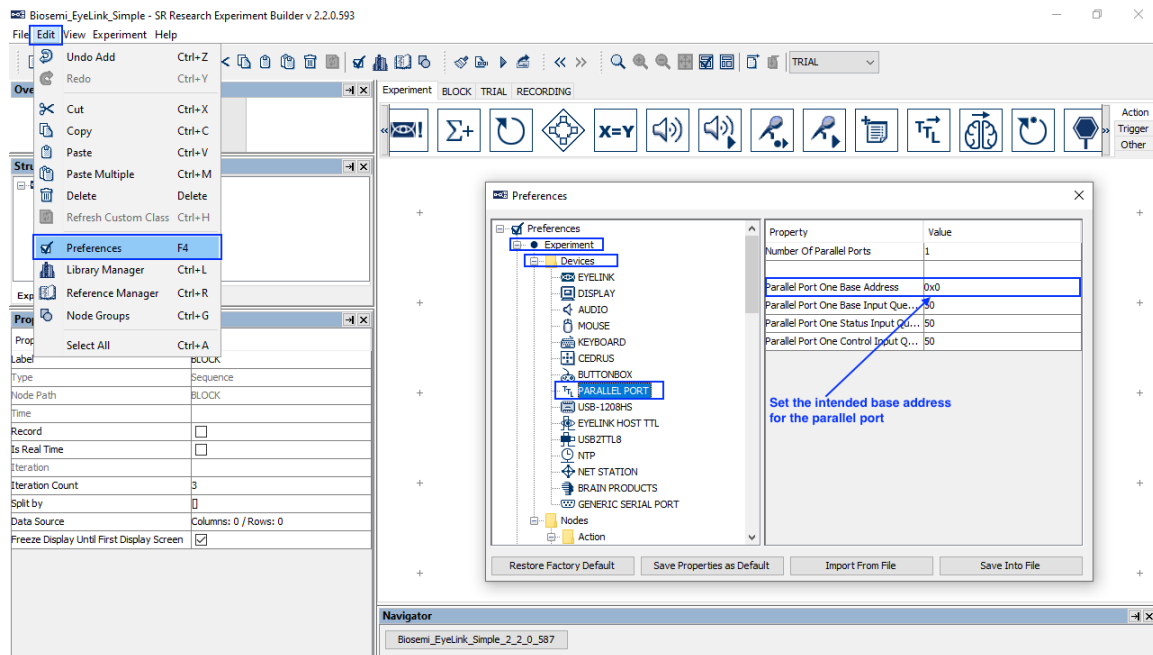 Biosemi_EyeLink_Simple - SR Research Experiment Builder v 2.2.0.593
File Edit View Experiment Help
Undo Add Ctrl+Z
Redo Ctrl+Y
Cut Ctrl+X
Copy Ctrl+C
Paste Ctrl+V
Paste Multiple Ctrl+M
Delete Delete
Refresh Custom Class Ctrl+H
Preferences F4
Library Manager Ctrl+L
Reference Manager Ctrl+R
Node Groups Ctrl+G
Select All Ctrl+A
TRIAL
Ove
Stru
Exp
Prop
Prop
Label BLOCK
Type Sequence
Node Path BLOCK
Time
Record
Is Real Time
Iteration
Iteration Count 3
Split by []
Data Source Columns: 0 / Rows: 0
Freeze Display Until First Display Screen
Experiment BLOCK TRIAL RECORDING
X=Y
TTL
Action
Trigger
Other
Preferences
Preferences
Experiment
Devices
EYELINK
DISPLAY
AUDIO
MOUSE
KEYBOARD
CEDRUS
BUTTONBOX
PARALLEL PORT
USB-1208HS
EYELINK HOST TTL
USB2TTL8
NTP
NET STATION
BRAIN PRODUCTS
GENERIC SERIAL PORT
Nodes
Action
Property Value
Number Of Parallel Ports 1
Parallel Port One Base Address 0x0
Parallel Port One Base Input Que... 50
Parallel Port One Status Input Qu... 50
Parallel Port One Control Input Q... 50
Set the intended base address
for the parallel port
Restore Factory Default Save Properties as Default Import From File Save Into File
Navigator
Biosemi_EyeLink_Simple_2_2_0_587